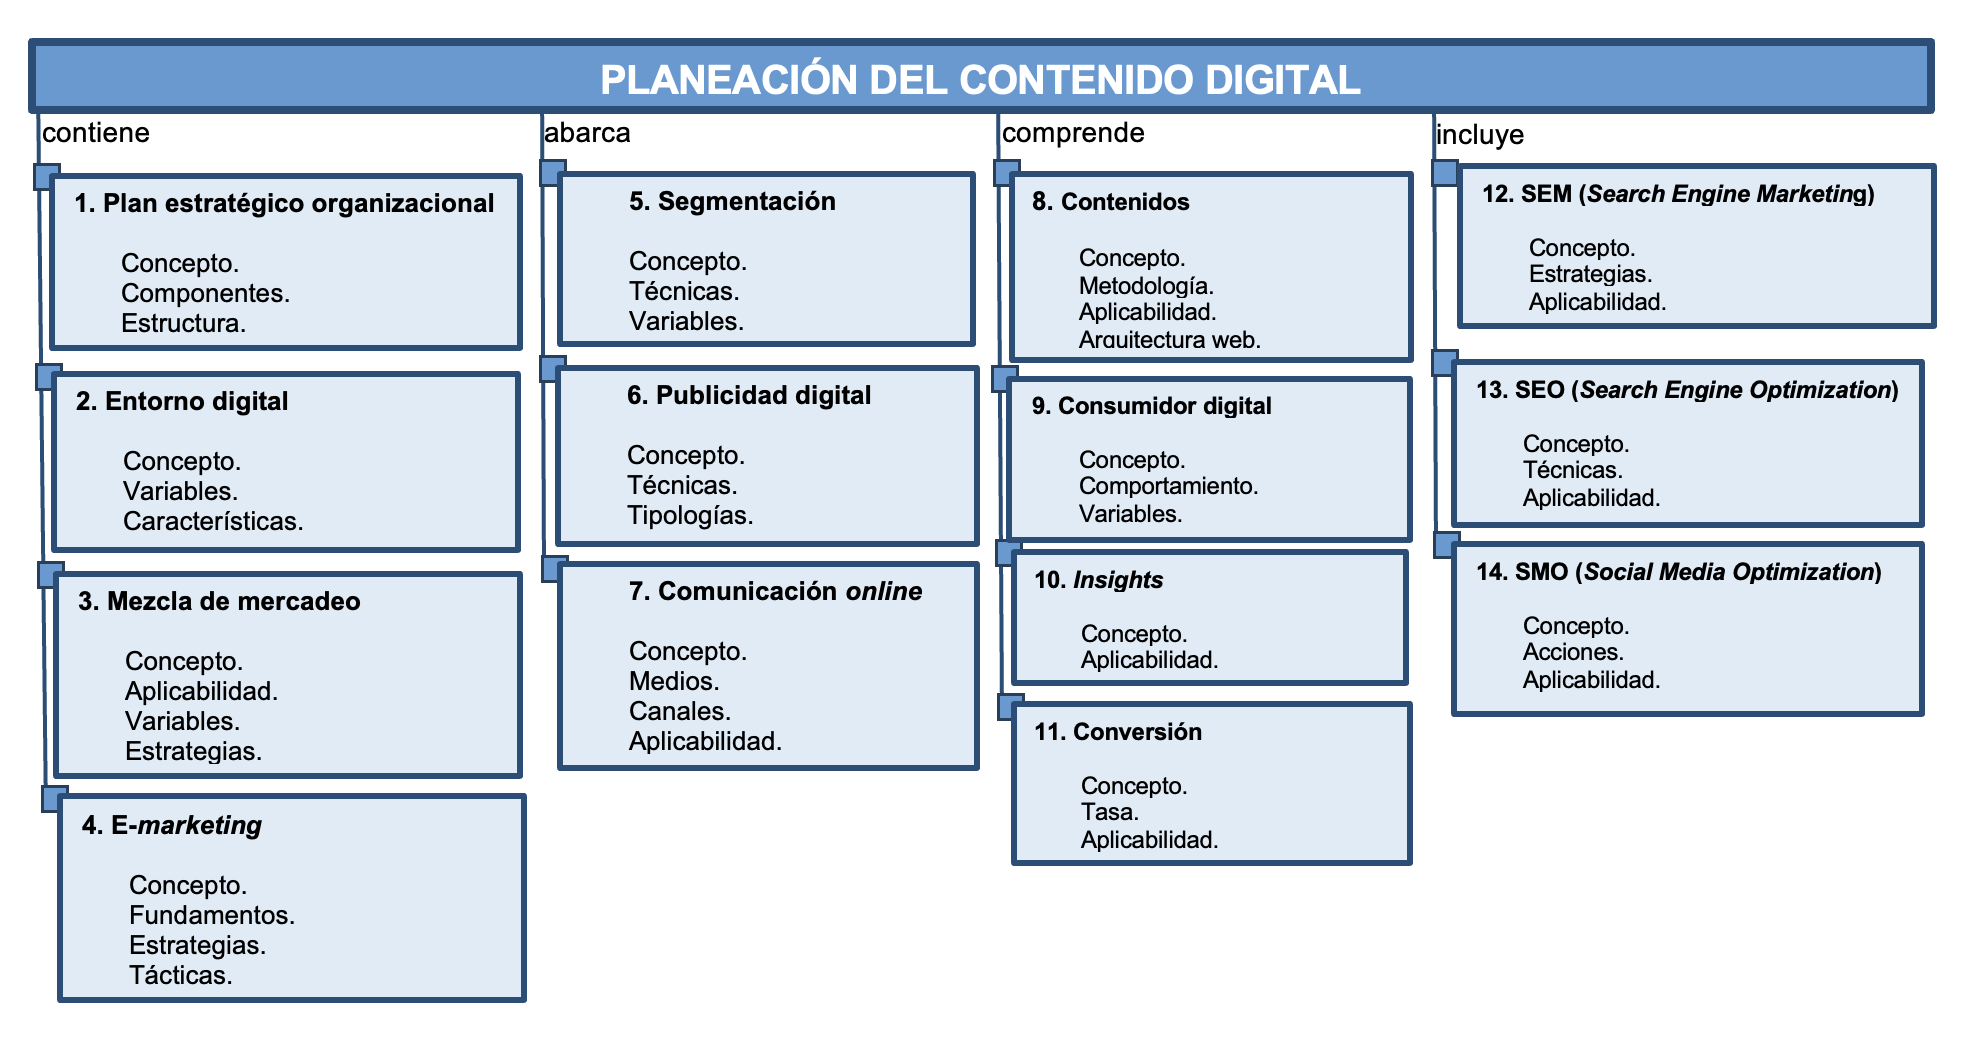 PLANEACIÓN DEL CONTENIDO DIGITAL
contiene
1. Plan estratégico organizacional
Concepto.
Componentes.
Estructura.
2. Entorno digital
Concepto.
Variables.
Características.
3. Mezcla de mercadeo
Concepto.
Aplicabilidad.
Variables.
Estrategias.
4. E-marketing
Concepto.
Fundamentos.
Estrategias.
Tácticas.
abarca
5. Segmentación
Concepto.
Técnicas.
Variables.
6. Publicidad digital
Concepto.
Técnicas.
Tipologías.
7. Comunicación online
Concepto.
Medios.
Canales.
Aplicabilidad.
comprende
8. Contenidos
Concepto.
Metodología.
Aplicabilidad.
Arquitectura web.
9. Consumidor digital
Concepto.
Comportamiento.
Variables.
10. Insights
Concepto.
Aplicabilidad.
11. Conversión
Concepto.
Tasa.
Aplicabilidad.
incluye
12. SEM (Search Engine Marketing)
Concepto.
Estrategias.
Aplicabilidad.
13. SEO (Search Engine Optimization)
Concepto.
Técnicas.
Aplicabilidad.
14. SMO (Social Media Optimization)
Concepto.
Acciones.
Aplicabilidad.